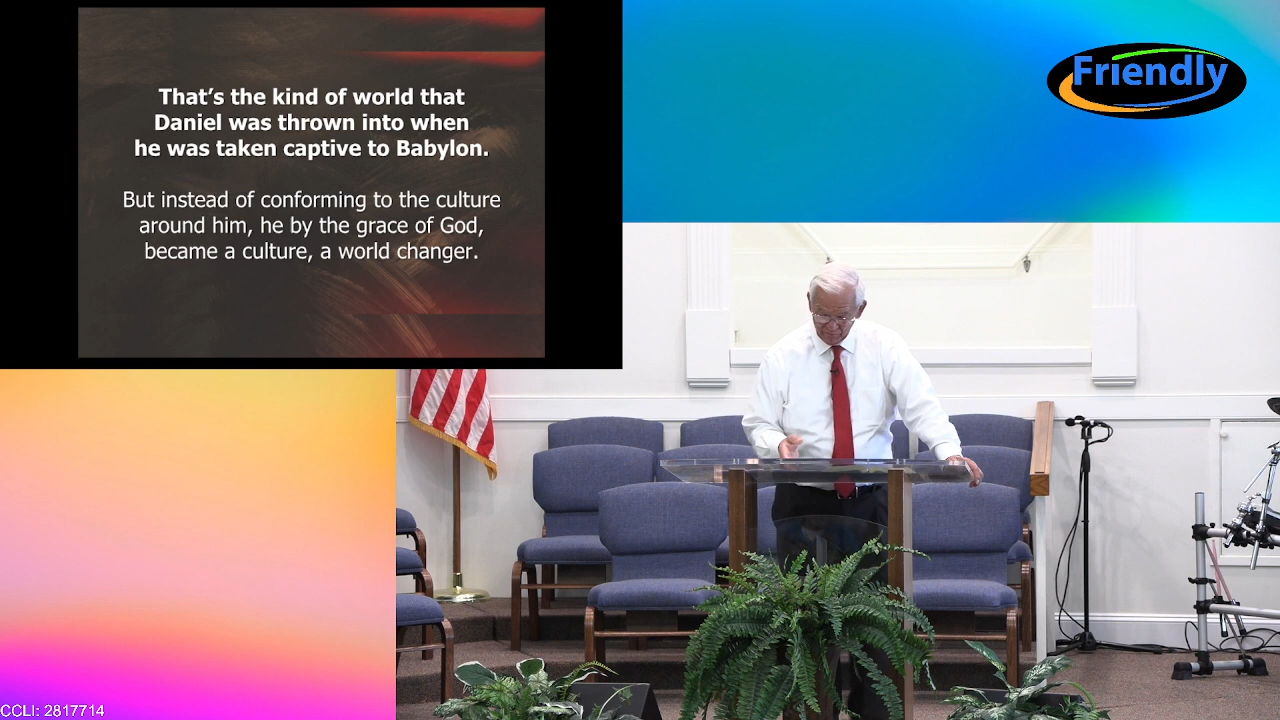 That’s the kind of world that
Daniel was thrown into when
he was taken captive to Babylon.
But instead of conforming to the culture
around him, he by the grace of God,
became a culture, a world changer.
Friendly
CCLI: 2817714